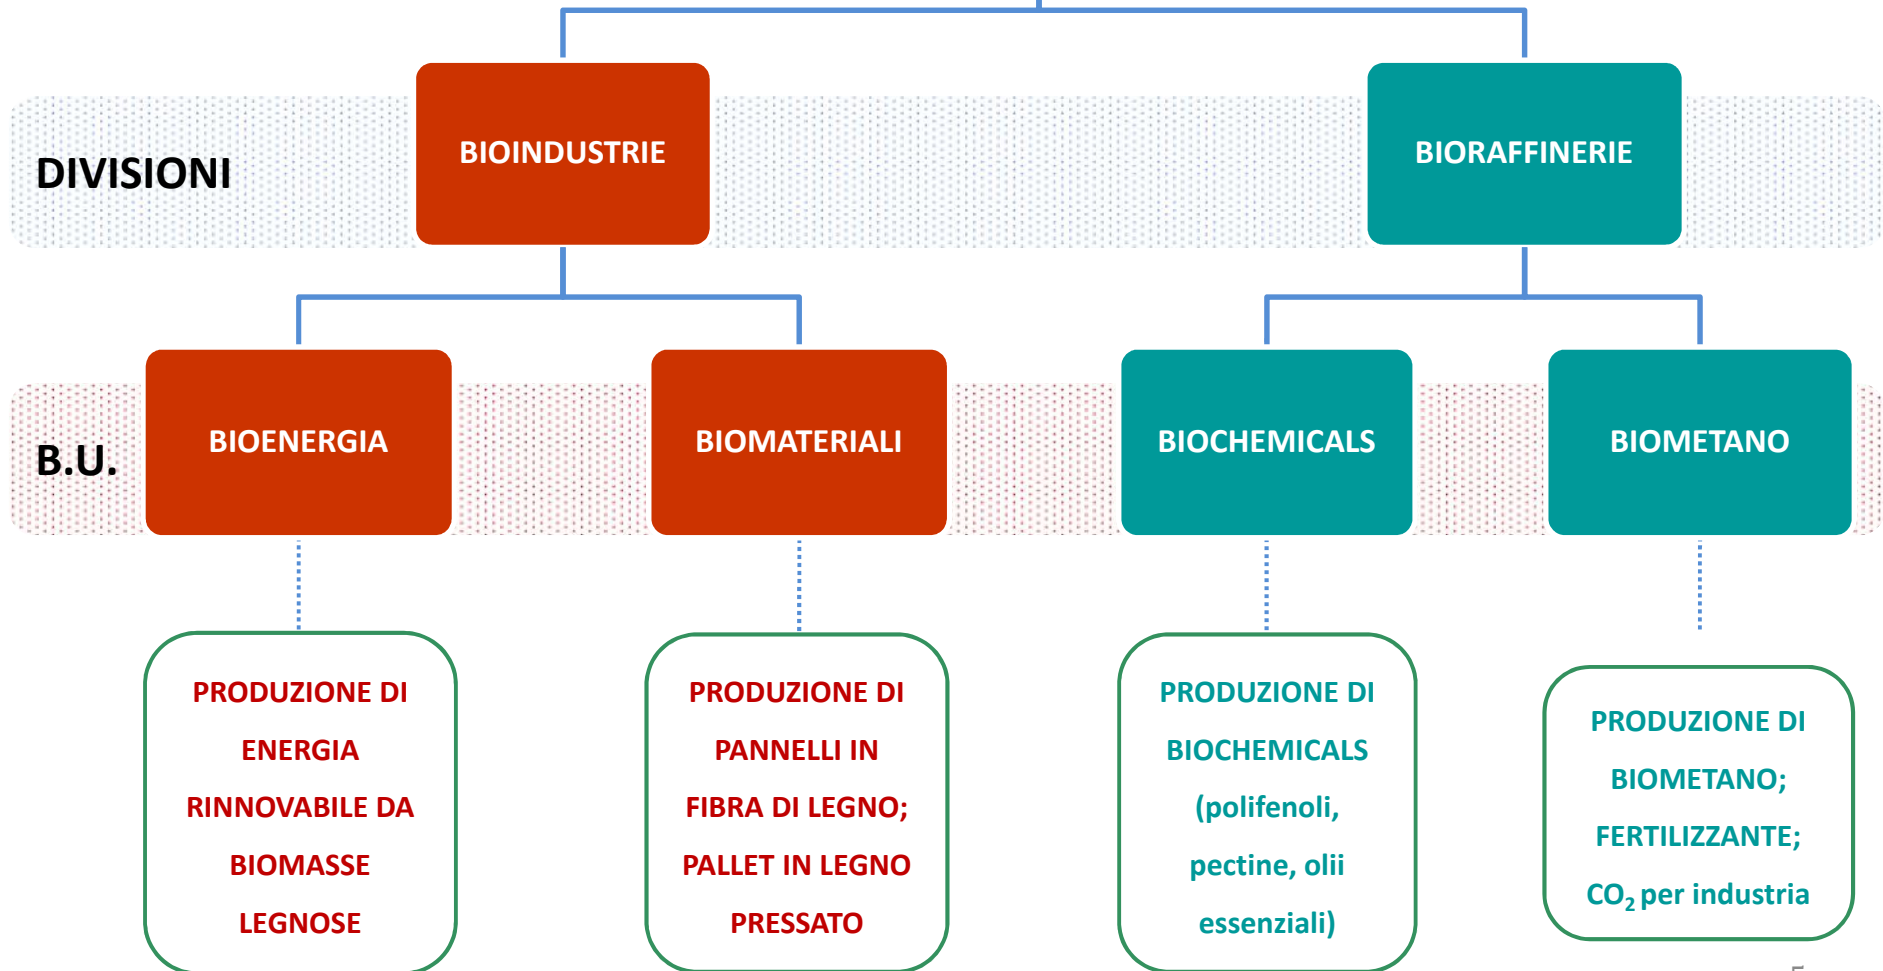 DIVISIONI
BIOINDUSTRIE
BIORAFFINERIE
B.U.
BIOENERGIA
BIOMATERIALI
BIOCHEMICALS
BIOMETANO
PRODUZIONE DI
ENERGIA
RINNOVABILE DA
BIOMASSE
LEGNOSE
PRODUZIONE DI
PANNELLI IN
FIBRA DI LEGNO;
PALLET IN LEGNO
PRESSATO
PRODUZIONE DI
BIOCHEMICALS
(polifenoli,
pectine, olii
essenziali)
PRODUZIONE DI
BIOMETANO;
FERTILIZZANTE;
CO₂ per industria